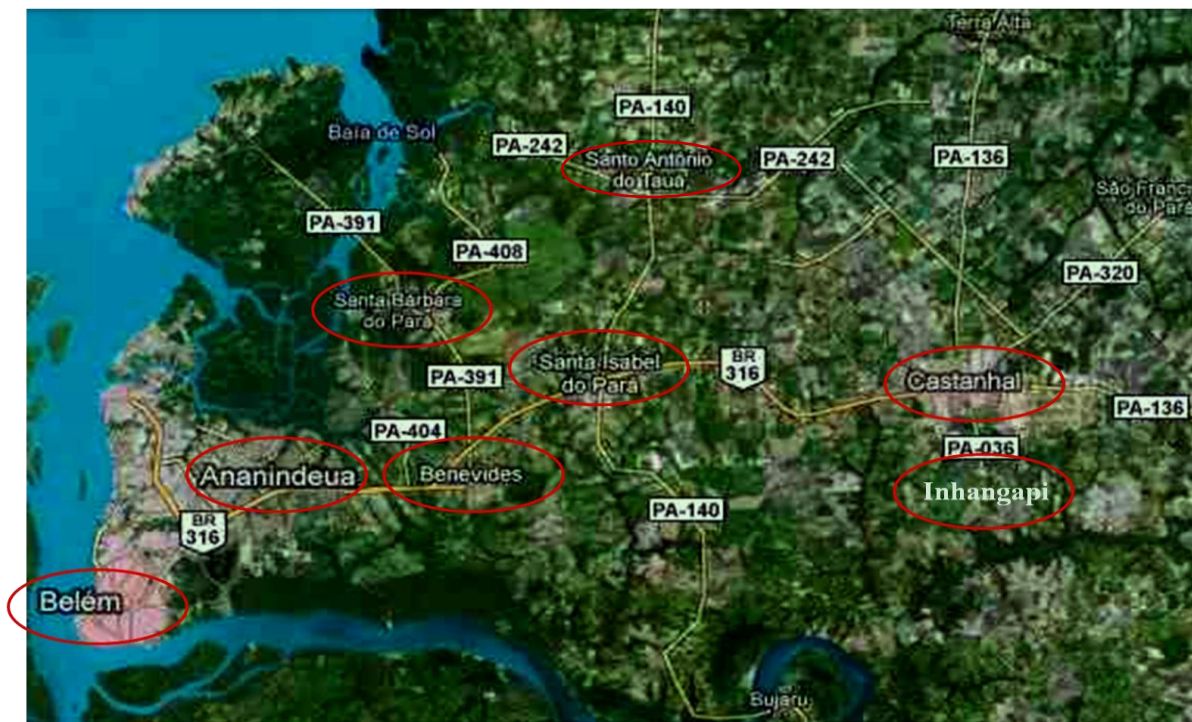 Terra Alta
PA-140
Baía de Sol
PA-242
Santo Antônio
do Tauá
PA-242
PA-136
São Franci
do Pará
PA-391
PA-408
PA-320
Santa Bárbara
do Pará
Santa Isabel
do Pará
BR
316
PA-391
Castanhal
PA-136
PA-404
PA-036
Ananindeua
Benevides
Inhangapi
BR
316
PA-140
Belém
Bujaru